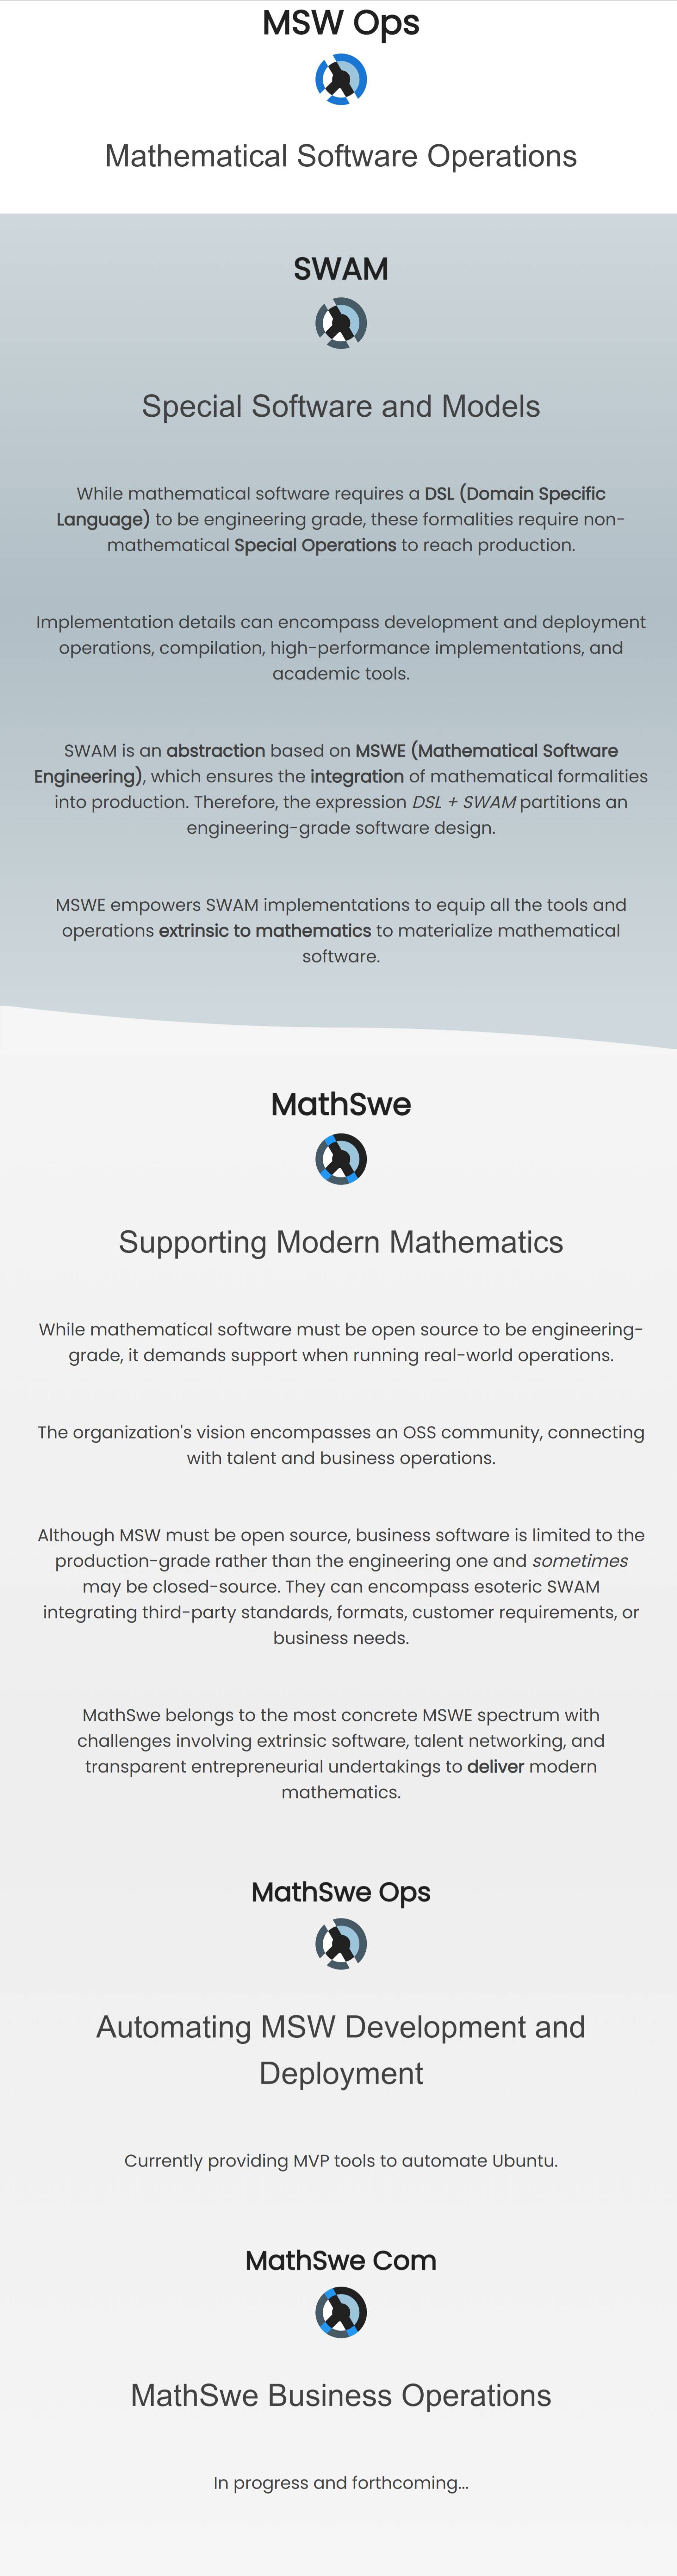 MSW Ops
Mathematical Software Operations
SWAM
Special Software and Models
While mathematical software requires a DSL (Domain Specific
Language) to be engineering grade, these formalities require non-
mathematical Special Operations to reach production.
Implementation details can encompass development and deployment
operations, compilation, high-performance implementations, and
academic tools.
SWAM is an abstraction based on MSWE (Mathematical Software
Engineering), which ensures the integration of mathematical formalities
into production. Therefore, the expression DSL + SWAM partitions an
engineering-grade software design.
MSWE empowers SWAM implementations to equip all the tools and
operations extrinsic to mathematics to materialize mathematical
software.
MathSwe
Supporting Modern Mathematics
While mathematical software must be open source to be engineering-
grade, it demands support when running real-world operations.
The organization's vision encompasses an OSS community, connecting
with talent and business operations.
Although MSW must be open source, business software is limited to the
production-grade rather than the engineering one and sometimes
may be closed-source. They can encompass esoteric SWAM
integrating third-party standards, formats, customer requirements, or
business needs.
MathSwe belongs to the most concrete MSWE spectrum with
challenges involving extrinsic software, talent networking, and
transparent entrepreneurial undertakings to deliver modern
mathematics.
MathSwe Ops
Automating MSW Development and
Deployment
Currently providing MVP tools to automate Ubuntu.
MathSwe Com
MathSwe Business Operations
In progress and forthcoming...